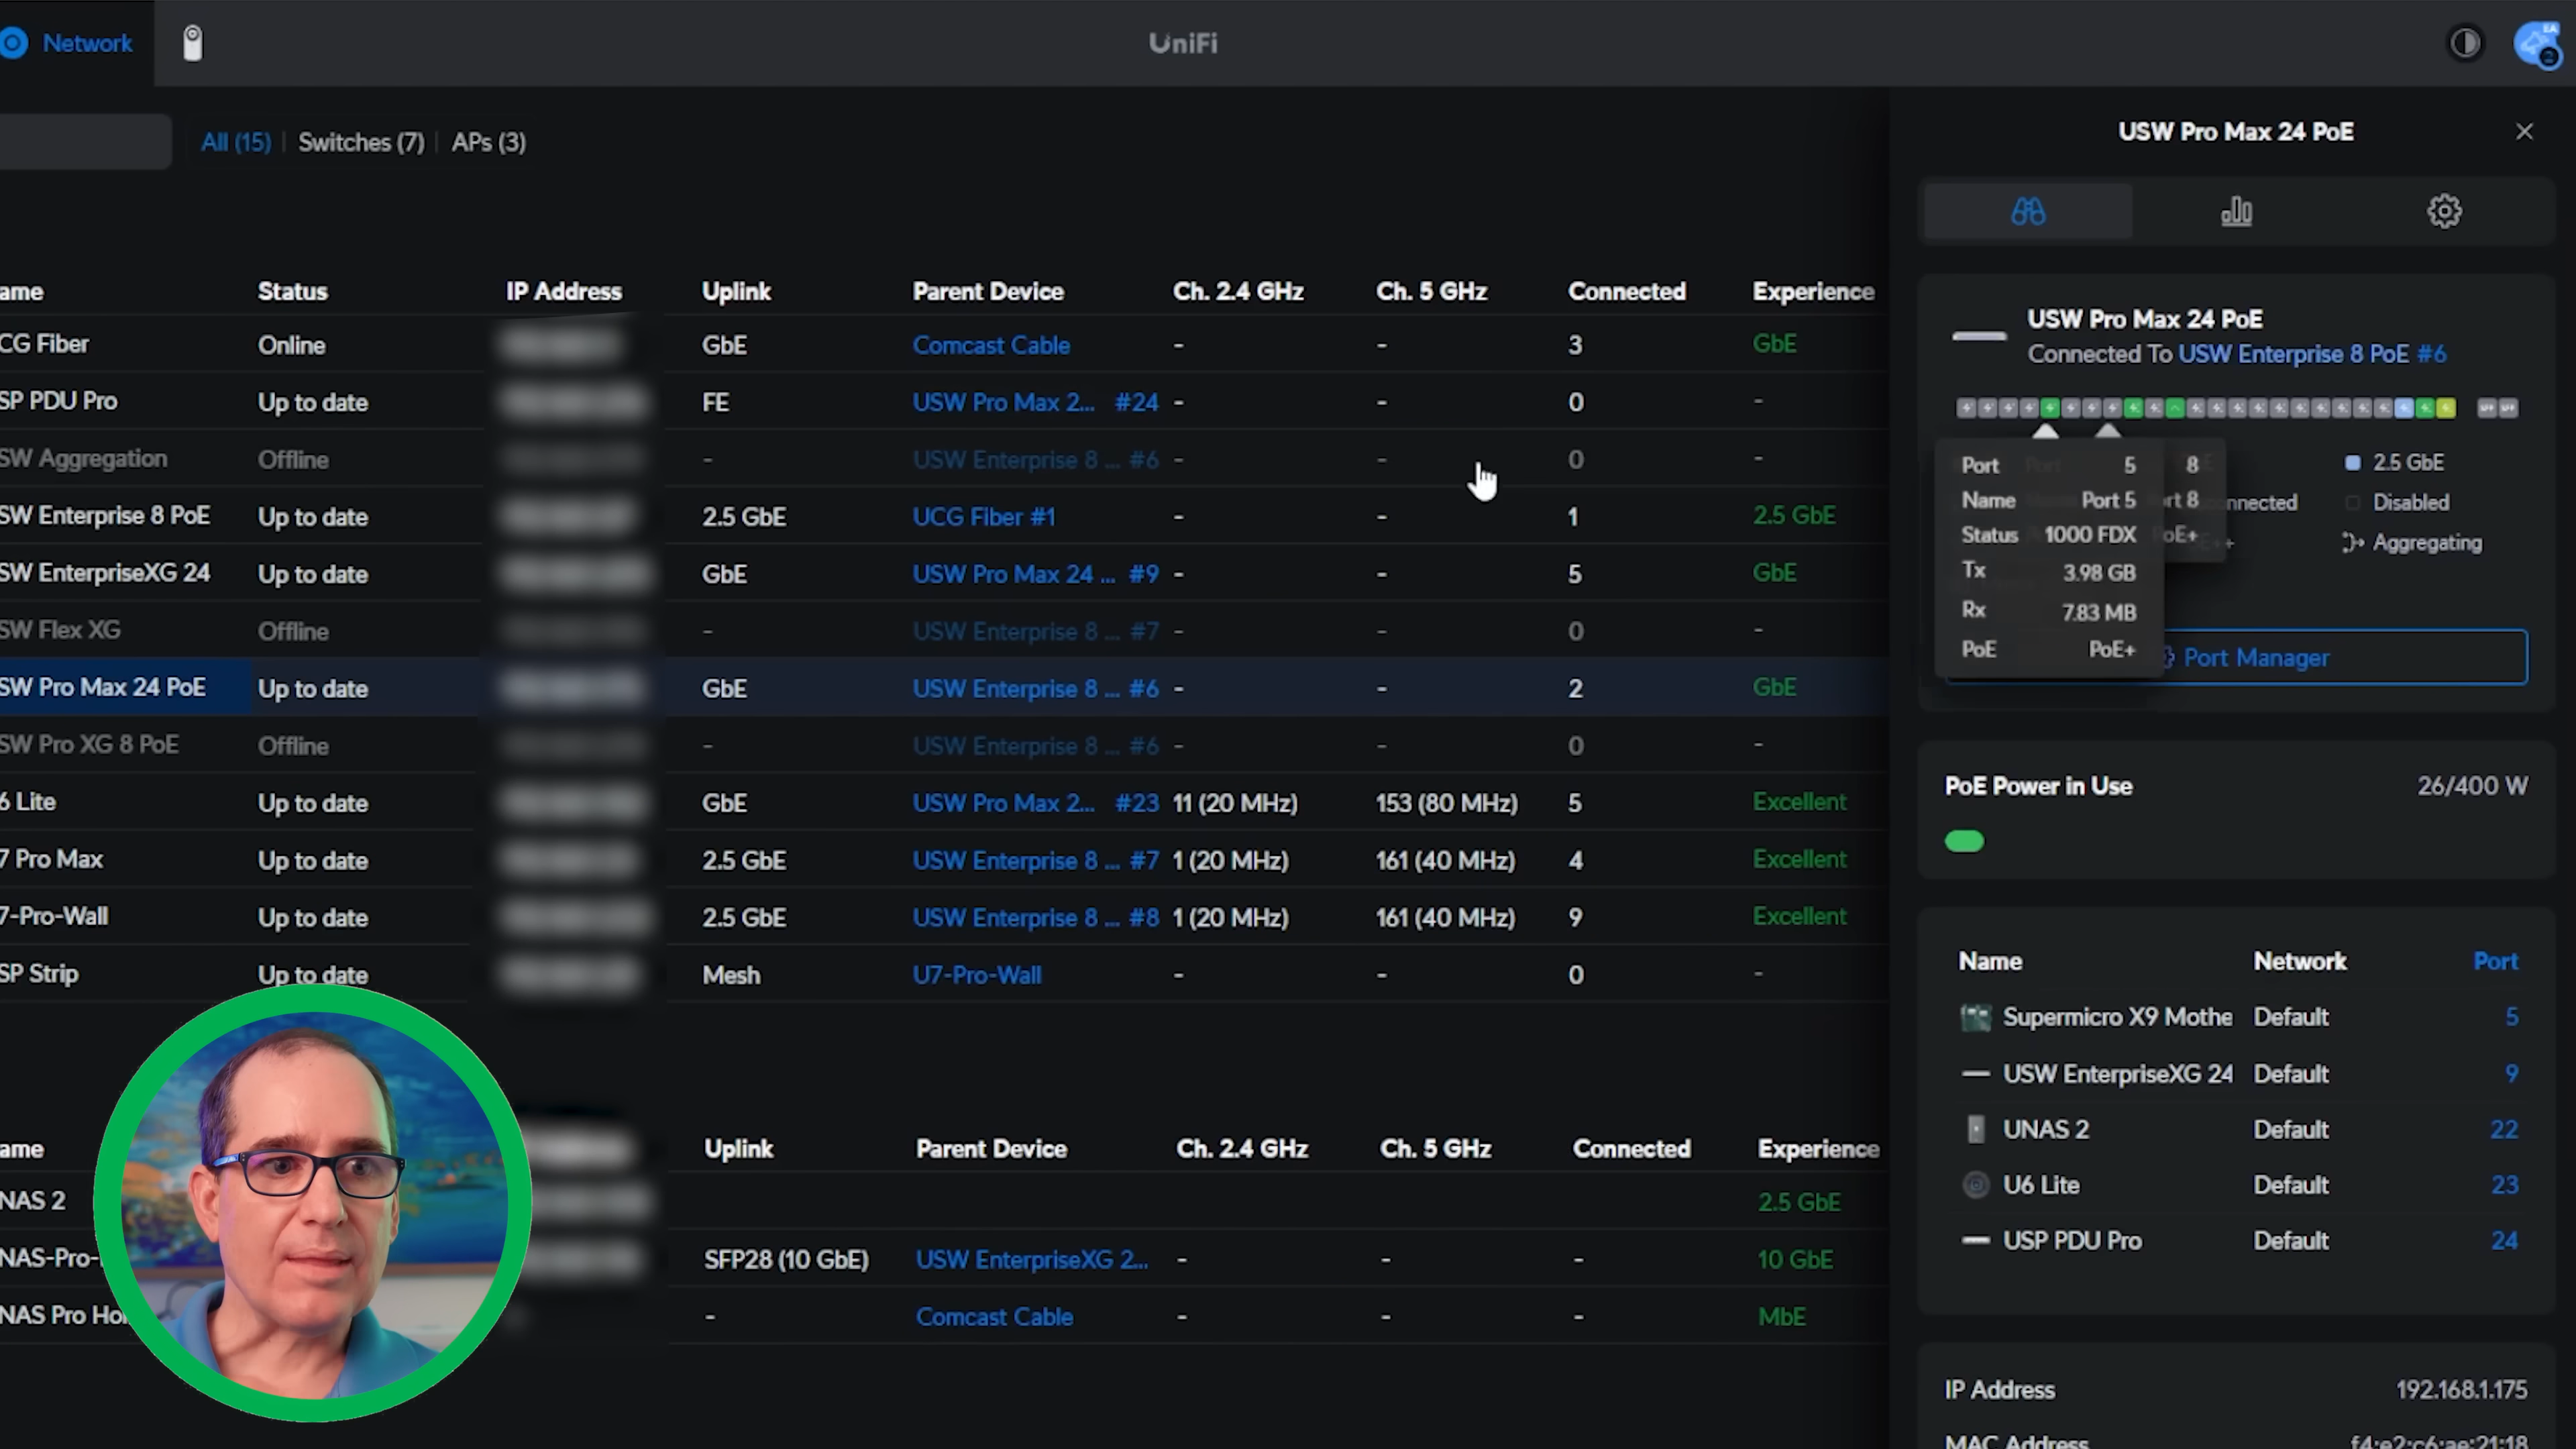 Network
UniFi
EA
2
All (15) | Switches (7) | APs (3)
ame Status IP Address Uplink Parent Device Ch. 2.4 GHz Ch. 5 GHz Connected Experience
CG Fiber Online GbE Comcast Cable - - 3 GbE
SP PDU Pro Up to date FE USW Pro Max 2... #24 - - 0 -
SW Aggregation Offline - USW Enterprise 8 ... #6 - - 0 -
SW Enterprise 8 PoE Up to date 2.5 GbE UCG Fiber #1 - - 1 2.5 GbE
SW EnterpriseXG 24 Up to date GbE USW Pro Max 24 ... #9 - - 5 GbE
SW Flex XG Offline - USW Enterprise 8 ... #7 - - 0 -
SW Pro Max 24 PoE Up to date GbE USW Enterprise 8 ... #6 - - 2 GbE
SW Pro XG 8 PoE Offline - USW Enterprise 8 ... #6 - - 0 -
6 Lite Up to date GbE USW Pro Max 2... #23 11 (20 MHz) 153 (80 MHz) 5 Excellent
7 Pro Max Up to date 2.5 GbE USW Enterprise 8 ... #7 1 (20 MHz) 161 (40 MHz) 4 Excellent
7-Pro-Wall Up to date 2.5 GbE USW Enterprise 8 ... #8 1 (20 MHz) 161 (40 MHz) 9 Excellent
SP Strip Up to date Mesh U7-Pro-Wall - - 0 -
ame Uplink Parent Device Ch. 2.4 GHz Ch. 5 GHz Connected Experience
NAS 2 2.5 GbE
NAS-Pro- SFP28 (10 GbE) USW EnterpriseXG 2... - - - 10 GbE
NAS Pro Ho - Comcast Cable - - - MbE
USW Pro Max 24 PoE
USW Pro Max 24 PoE
Connected To USW Enterprise 8 PoE #6
Port 5 8 2.5 GbE
Name Port 5 rt 8 nnected Disabled
Status 1000 FDX oE+ Aggregating
Tx 3.98 GB
Rx 7.83 MB
PoE PoE+ Port Manager
PoE Power in Use 26/400 W
Name Network Port
Supermicro X9 Mothe Default 5
USW EnterpriseXG 24 Default 9
UNAS 2 Default 22
U6 Lite Default 23
USP PDU Pro Default 24
IP Address 192.168.1.175
MAC Address f4:e2:c6:ae:21:18